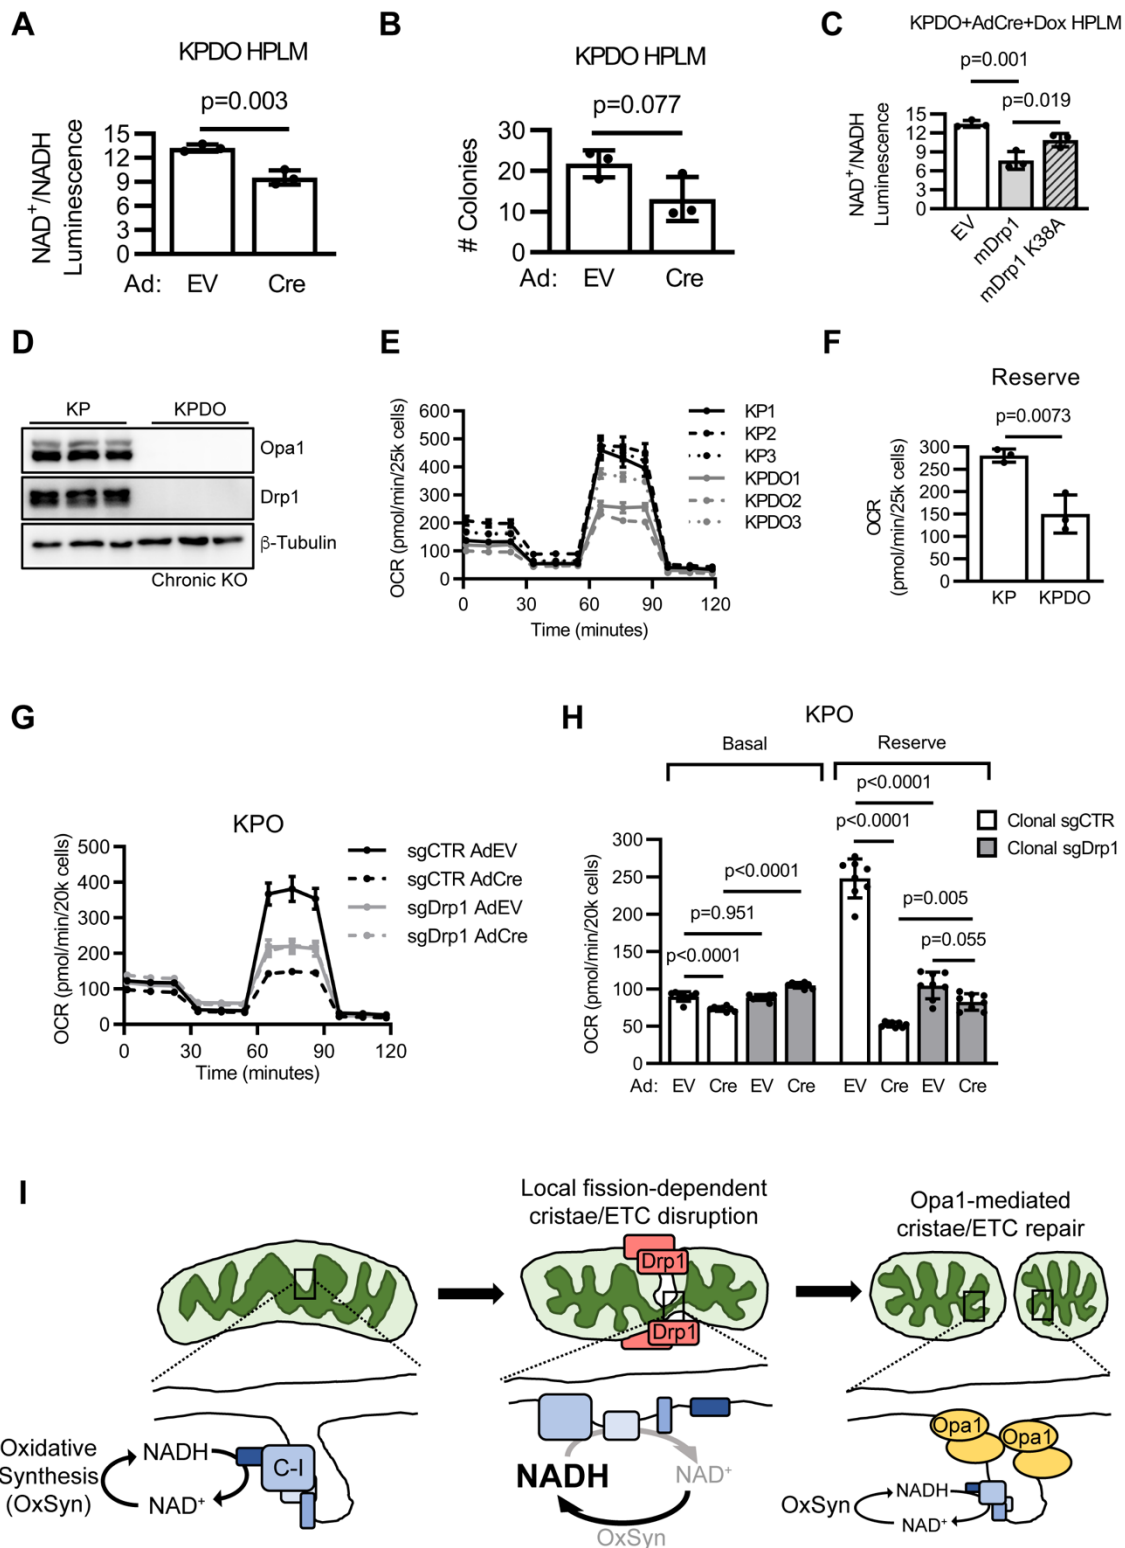 A
KPDO HPLM
p=0.003
NAD+/NADH
Luminescence
15
12
9
6
3
0
Ad: EV Cre
B
KPDO HPLM
p=0.077
# Colonies
30
20
10
0
Ad: EV Cre
C
KPDO+AdCre+Dox HPLM
p=0.001
p=0.019
NAD+/NADH
Luminescence
15
12
9
6
3
0
EV
mDrp1
mDrp1 K38A
D
KP KPDO
Opa1
Drp1
β-Tubulin
Chronic KO
E
OCR (pmol/min/25k cells)
600
500
400
300
200
100
0
0 30 60 90 120
Time (minutes)
KP1
KP2
KP3
KPDO1
KPDO2
KPDO3
F
Reserve
p=0.0073
OCR
(pmol/min/25k cells)
300
250
200
150
100
50
0
KP KPDO
G
KPO
OCR (pmol/min/20k cells)
500
400
300
200
100
0
0 30 60 90 120
Time (minutes)
sgCTR AdEV
sgCTR AdCre
sgDrp1 AdEV
sgDrp1 AdCre
H
KPO
Basal Reserve
p<0.0001
p<0.0001
p<0.0001
p=0.951
p<0.0001
p=0.005
p=0.055
Clonal sgCTR
Clonal sgDrp1
OCR (pmol/min/20k cells)
300
250
200
150
100
50
0
Ad: EV Cre EV Cre EV Cre EV Cre
I
Local fission-dependent
cristae/ETC disruption
Opa1-mediated
cristae/ETC repair
Drp1
Drp1
Oxidative
Synthesis
(OxSyn)
NADH
NAD+
C-I
NADH
NAD+
OxSyn
Opa1
Opa1
OxSyn
NADH
NAD+